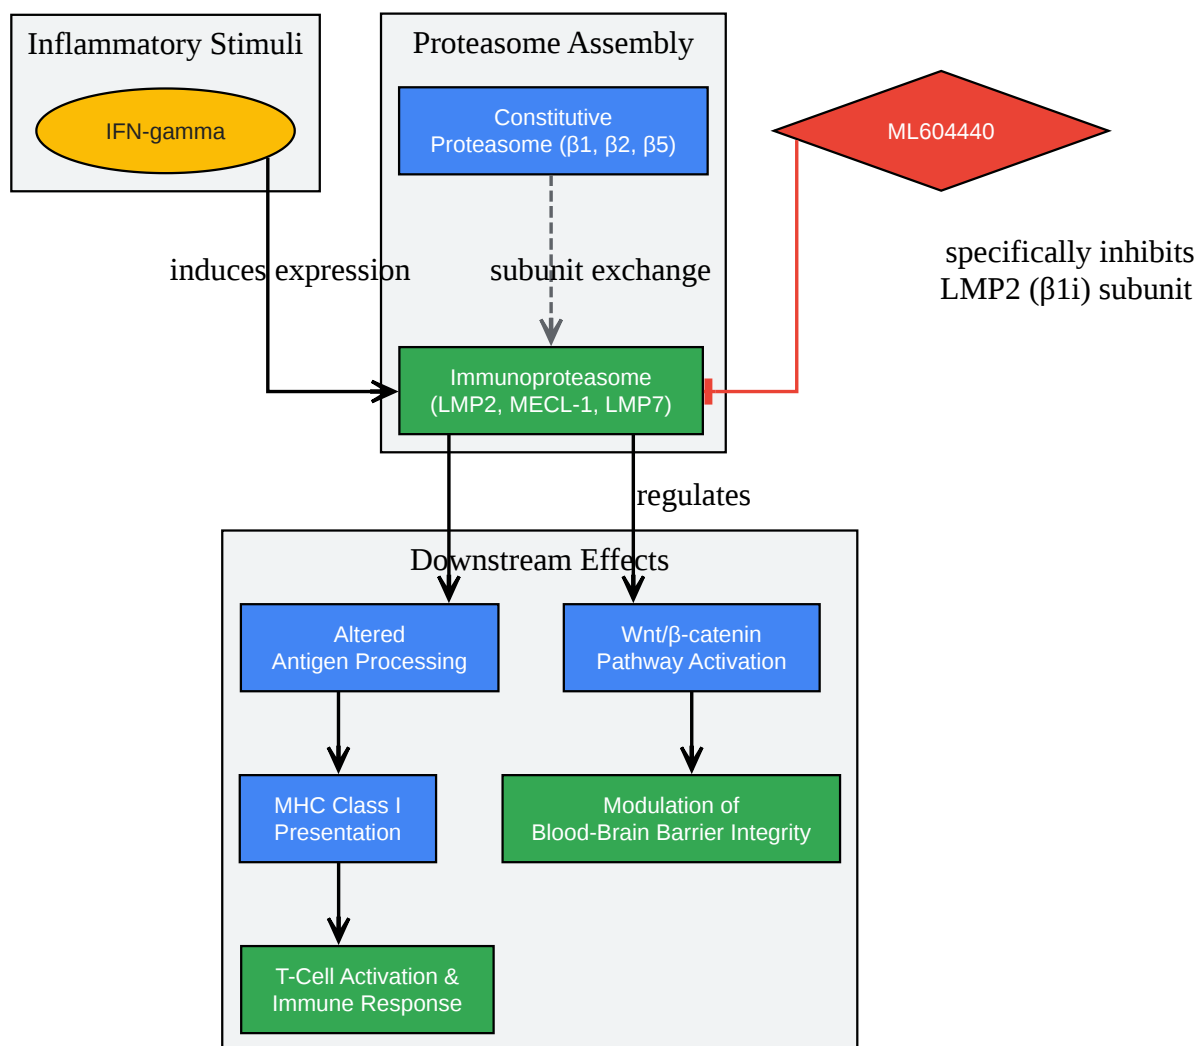 Inflammatory Stimuli
IFN-gamma
induces expression
Proteasome Assembly
Constitutive
Proteasome (β1, β2, β5)
subunit exchange
Immunoproteasome
(LMP2, MECL-1, LMP7)
ML604440
specifically inhibits
LMP2 (β1i) subunit
regulates
Downstream Effects
Altered
Antigen Processing
Wnt/β-catenin
Pathway Activation
MHC Class I
Presentation
Modulation of
Blood-Brain Barrier Integrity
T-Cell Activation &
Immune Response